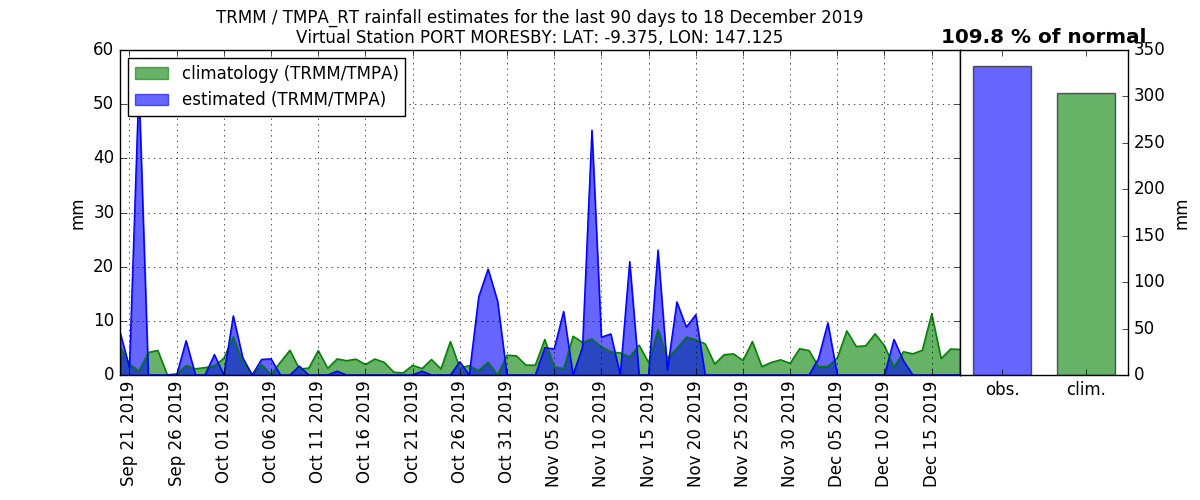 TRMM / TMPA_RT rainfall estimates for the last 90 days to 18 December 2019
Virtual Station PORT MORESBY: LAT: -9.375, LON: 147.125
109.8 % of normal
climatology (TRMM/TMPA)
estimated (TRMM/TMPA)
60
50
40
30
20
10
0
mm
Sep 21 2019
Sep 26 2019
Oct 01 2019
Oct 06 2019
Oct 11 2019
Oct 16 2019
Oct 21 2019
Oct 26 2019
Oct 31 2019
Nov 05 2019
Nov 10 2019
Nov 15 2019
Nov 20 2019
Nov 25 2019
Nov 30 2019
Dec 05 2019
Dec 10 2019
Dec 15 2019
obs.
clim.
350
300
250
200
150
100
50
0
mm